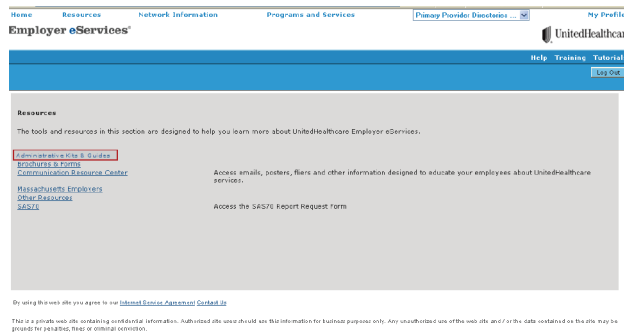 Home Resources Network Information Programs and Services Primary Provider Directories ... My Profile
Employer eServices®
UnitedHealthcar
Help Training Tutorial
Log Out
Resources
The tools and resources in this section are designed to help you learn more about UnitedHealthcare Employer eServices.
Administrative Kits & Guides
Brochures & Forms
Communication Resource Center Access emails, posters, fliers and other information designed to educate your employees about UnitedHealthcare
services.
Massachusetts Employers
Other Resources
SAS70 Access the SAS70 Report Request Form
By using this web site you agree to our Internet Service Agreement Contact Us
This is a private web site containing confidential information. Authorized site users should use this information for business purposes only. Any unauthorized use of the web site and / or the data contained on the site may be
grounds for penalties, fines or criminal conviction.